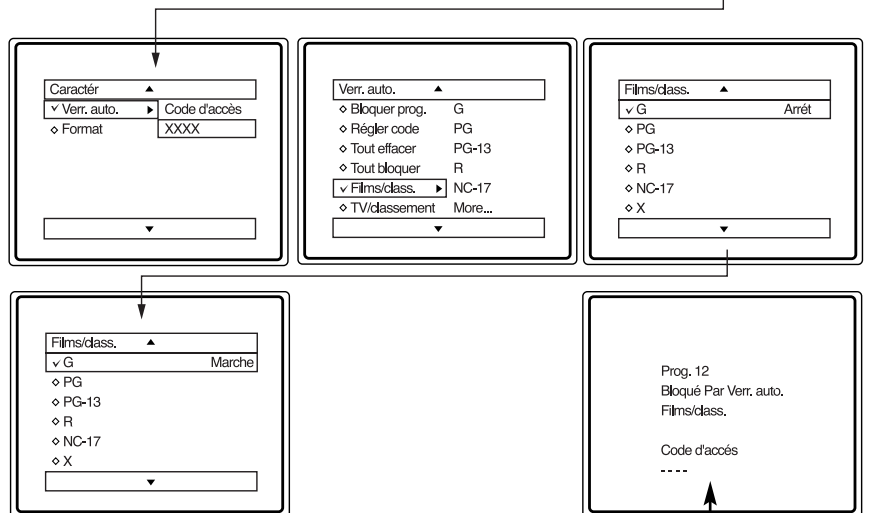 Caractér
Verr. auto. Code d'accès
Format XXXX
Verr. auto.
Bloquer prog. G
Régler code PG
Tout effacer PG-13
Tout bloquer R
Films/class. NC-17
TV/classement More...
Films/class.
G Arrét
PG
PG-13
R
NC-17
X
Films/class.
G Marche
PG
PG-13
R
NC-17
X
Prog. 12
Bloqué Par Verr. auto.
Films/class.
Code d'accés
- - - -